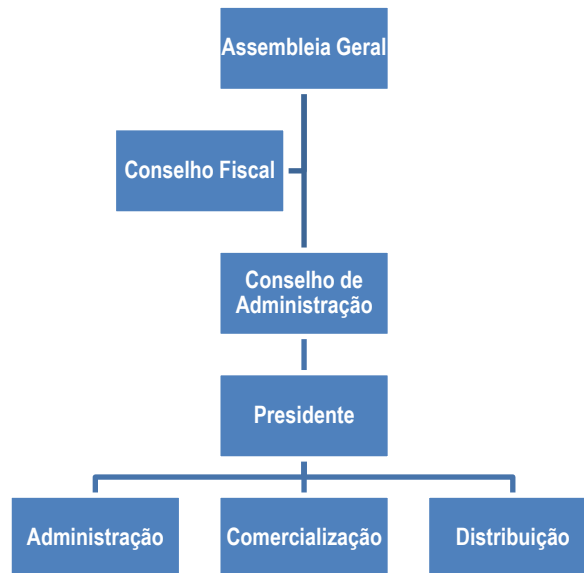 Assembleia Geral
Conselho Fiscal
Conselho de
Administração
Presidente
Administração
Comercialização
Distribuição